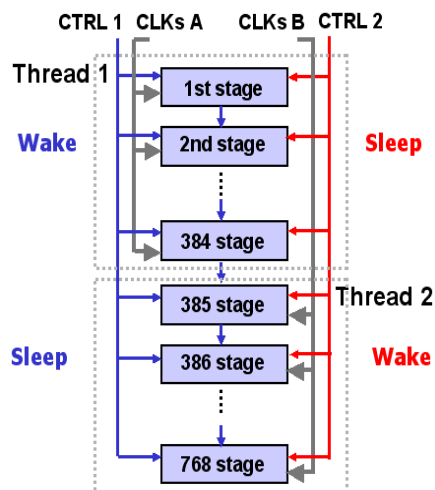 CTRL 1 CLKs A CLKs B CTRL 2
Thread 1
1st stage
Wake
2nd stage
Sleep
384 stage
385 stage
Thread 2
Sleep
386 stage
Wake
768 stage